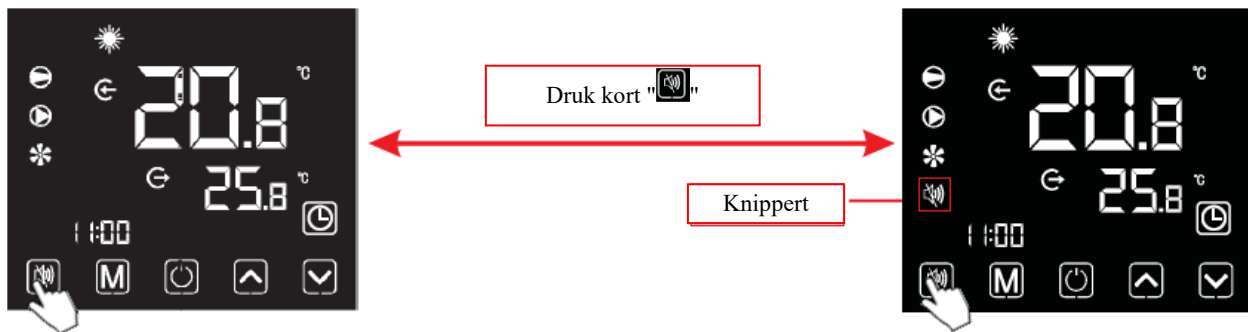 20.8 °C
25.8 °C
11:00
M
Druk kort " "
Knippert
20.8 °C
25.8 °C
11:00
M